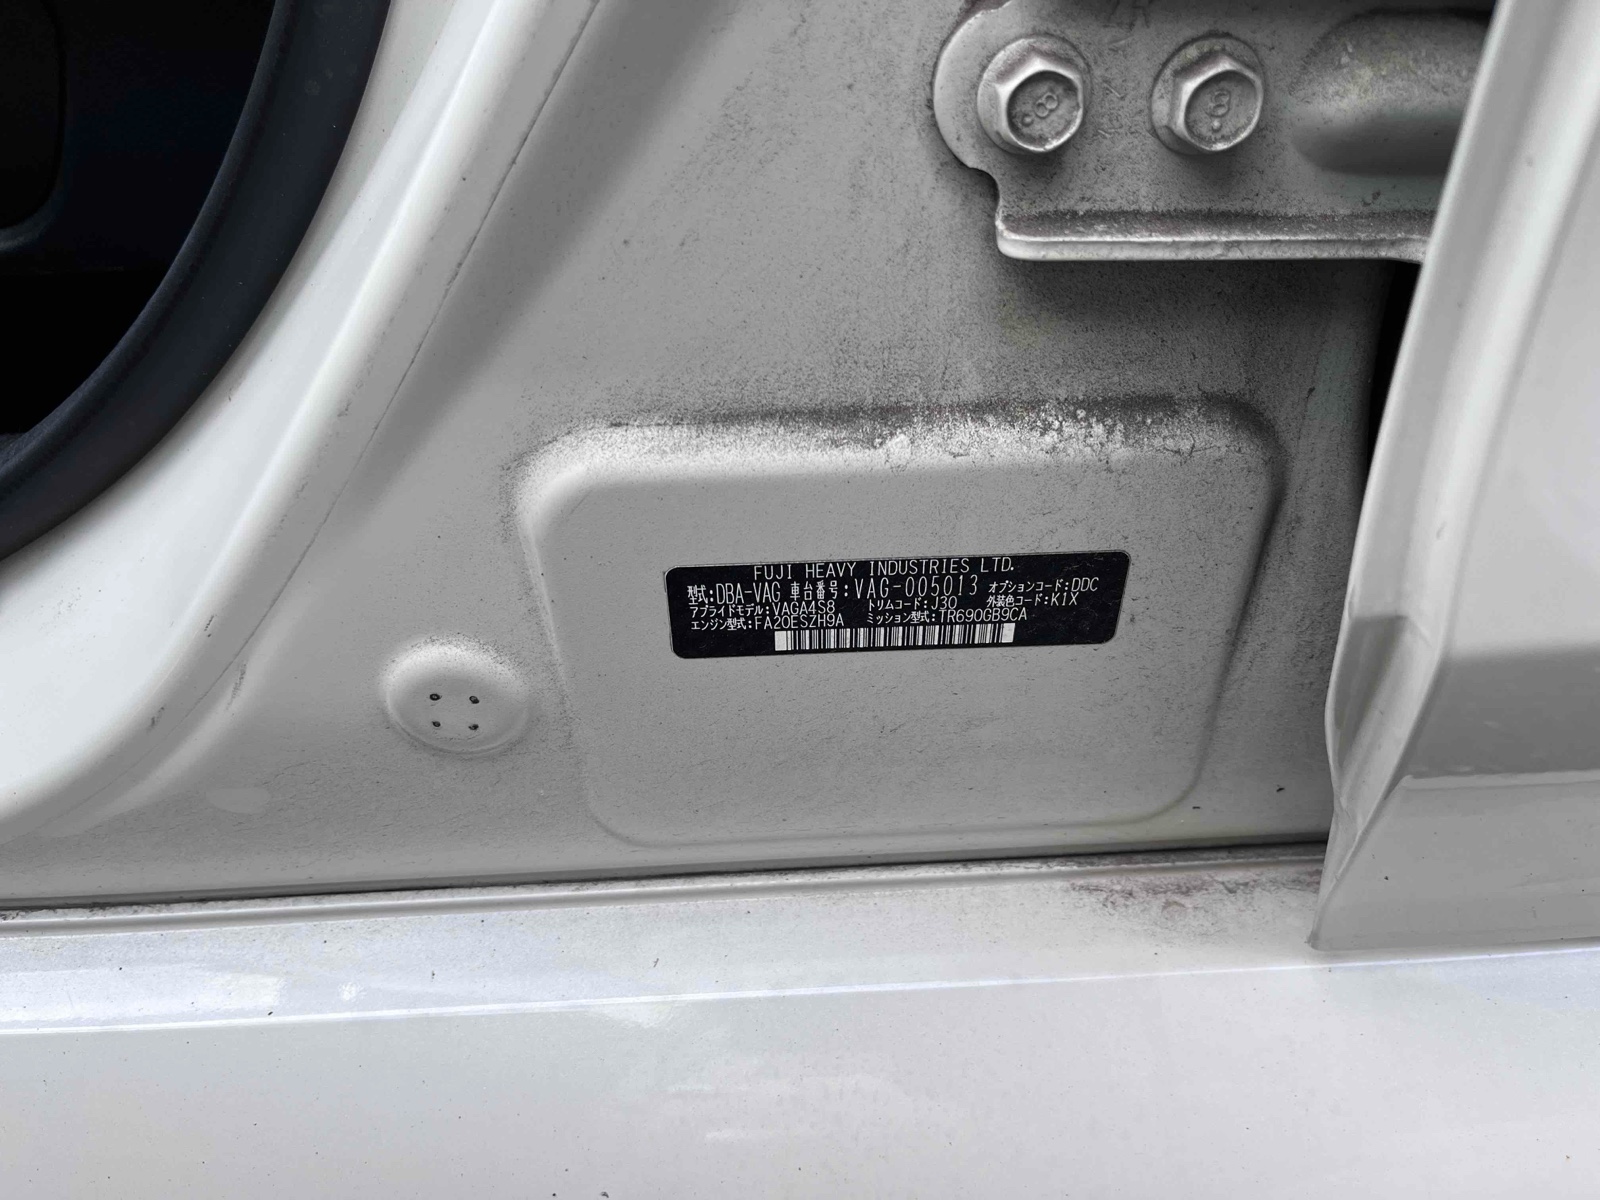 .8
8.
FUJI HEAVY INDUSTRIES LTD.
型式:DBA-VAG 車台番号:VAG-005013 オプションコード:DDC
アプライドモデル:VAGA4S8 トリムコード:J30 外装色コード:K1X
エンジン型式:FA20ESZH9A ミッション型式:TR690GB9CA